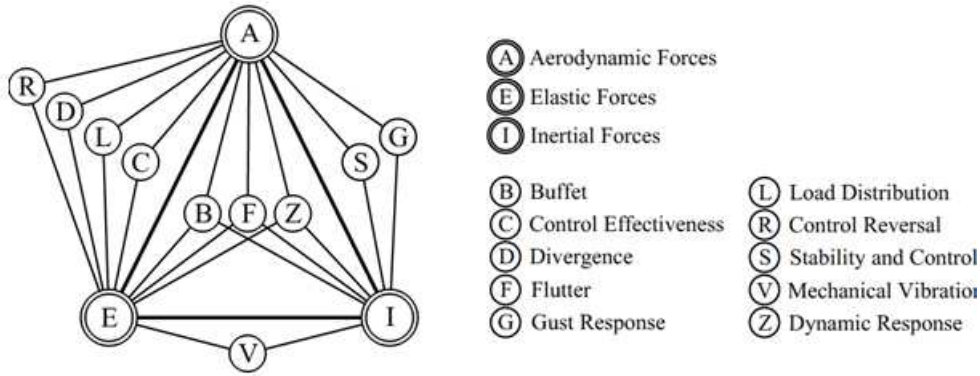 A
R
D
L
C
B
F
Z
S
G
E
I
V
A Aerodynamic Forces
E Elastic Forces
I Inertial Forces
B Buffet
C Control Effectiveness
D Divergence
F Flutter
G Gust Response
L Load Distribution
R Control Reversal
S Stability and Control
V Mechanical Vibratio
Z Dynamic Response